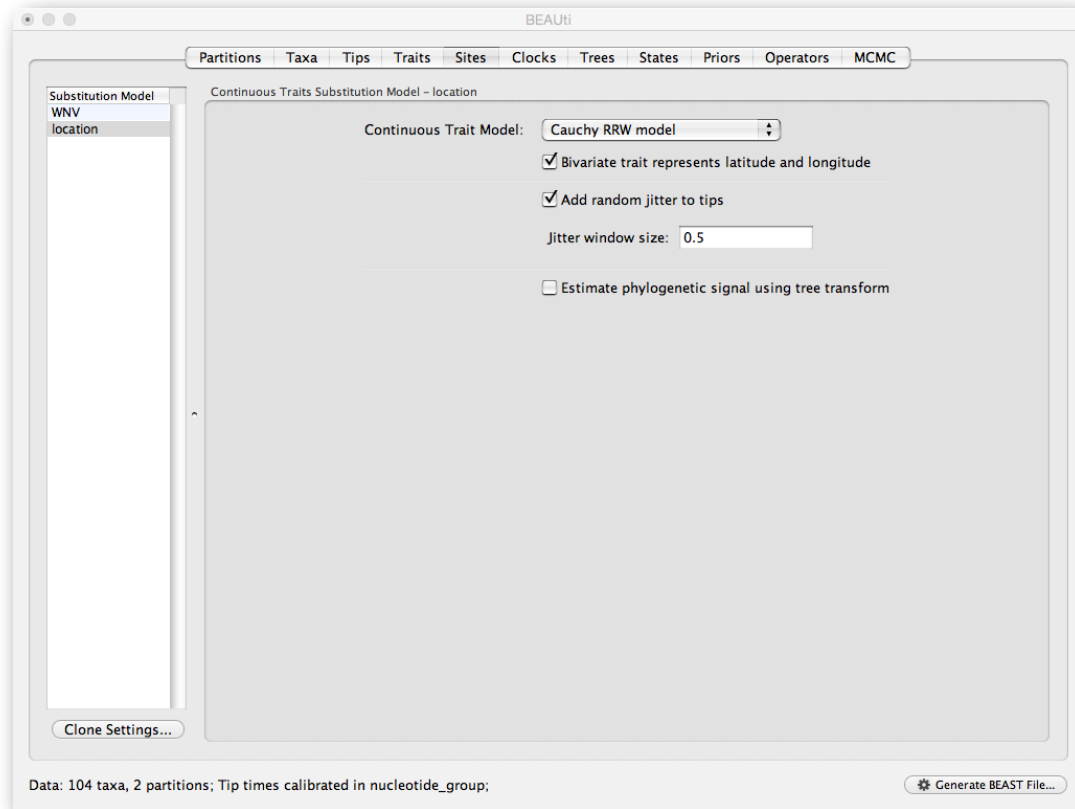 BEAUti
Partitions Taxa Tips Traits Sites Clocks Trees States Priors Operators MCMC
Substitution Model
WNV
location
Continuous Traits Substitution Model – location
Continuous Trait Model: Cauchy RRW model
Bivariate trait represents latitude and longitude
Add random jitter to tips
Jitter window size: 0.5
Estimate phylogenetic signal using tree transform
Clone Settings...
Data: 104 taxa, 2 partitions; Tip times calibrated in nucleotide_group;
Generate BEAST File...